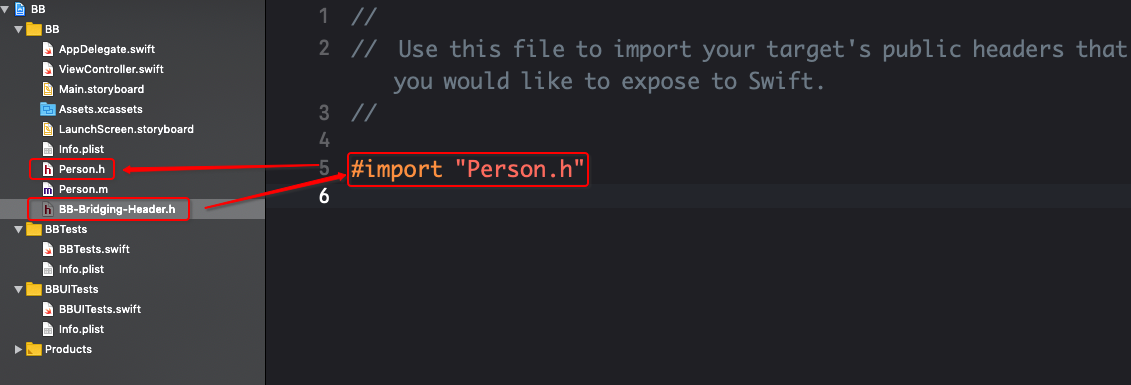 BB
BB
AppDelegate.swift
ViewController.swift
Main.storyboard
Assets.xcassets
LaunchScreen.storyboard
Info.plist
h Person.h
m Person.m
h BB-Bridging-Header.h
BBTests
BBTests.swift
Info.plist
BBUITests
BBUITests.swift
Info.plist
Products
1 //
2 // Use this file to import your target's public headers that
you would like to expose to Swift.
3 //
4
5 #import "Person.h"
6